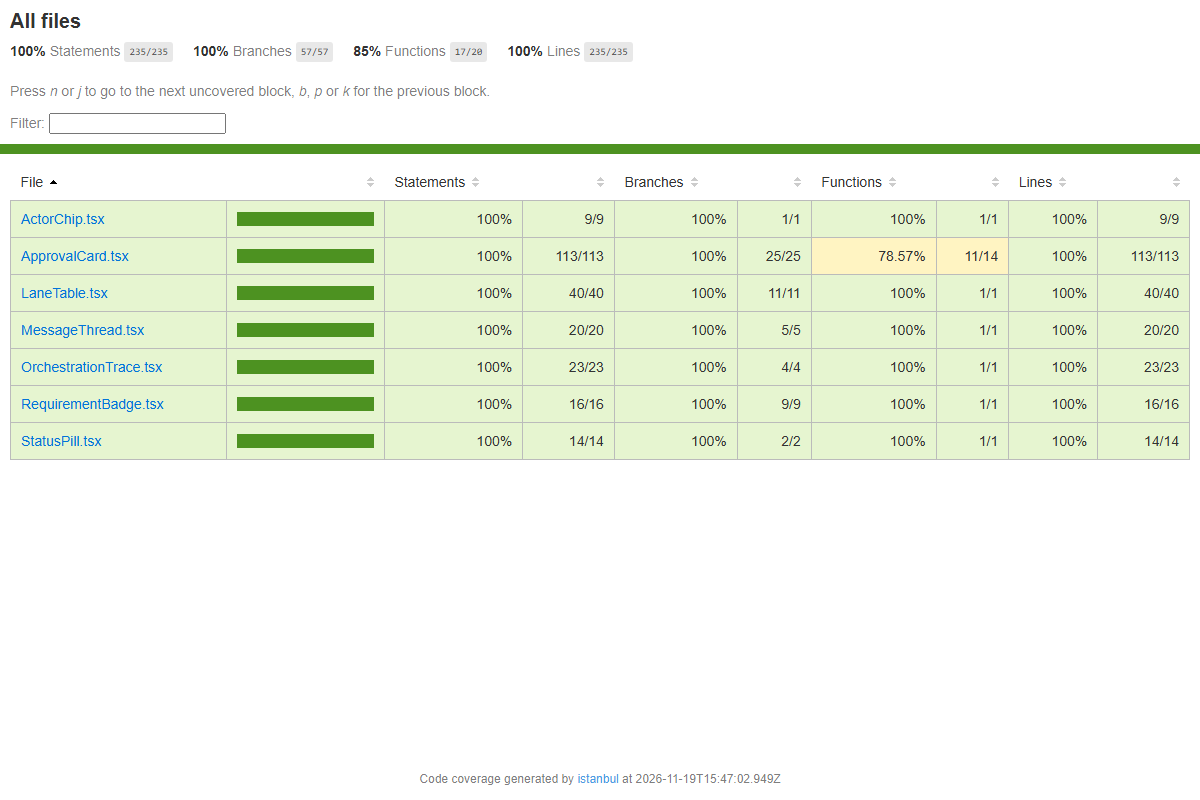 All files
100% Statements 235/235 100% Branches 57/57 85% Functions 17/20 100% Lines 235/235
Press n or j to go to the next uncovered block, b, p or k for the previous block.
Filter:
File Statements Branches Functions Lines
ActorChip.tsx 100% 9/9 100% 1/1 100% 1/1 100% 9/9
ApprovalCard.tsx 100% 113/113 100% 25/25 78.57% 11/14 100% 113/113
LaneTable.tsx 100% 40/40 100% 11/11 100% 1/1 100% 40/40
MessageThread.tsx 100% 20/20 100% 5/5 100% 1/1 100% 20/20
OrchestrationTrace.tsx 100% 23/23 100% 4/4 100% 1/1 100% 23/23
RequirementBadge.tsx 100% 16/16 100% 9/9 100% 1/1 100% 16/16
StatusPill.tsx 100% 14/14 100% 2/2 100% 1/1 100% 14/14
Code coverage generated by istanbul at 2026-11-19T15:47:02.949Z